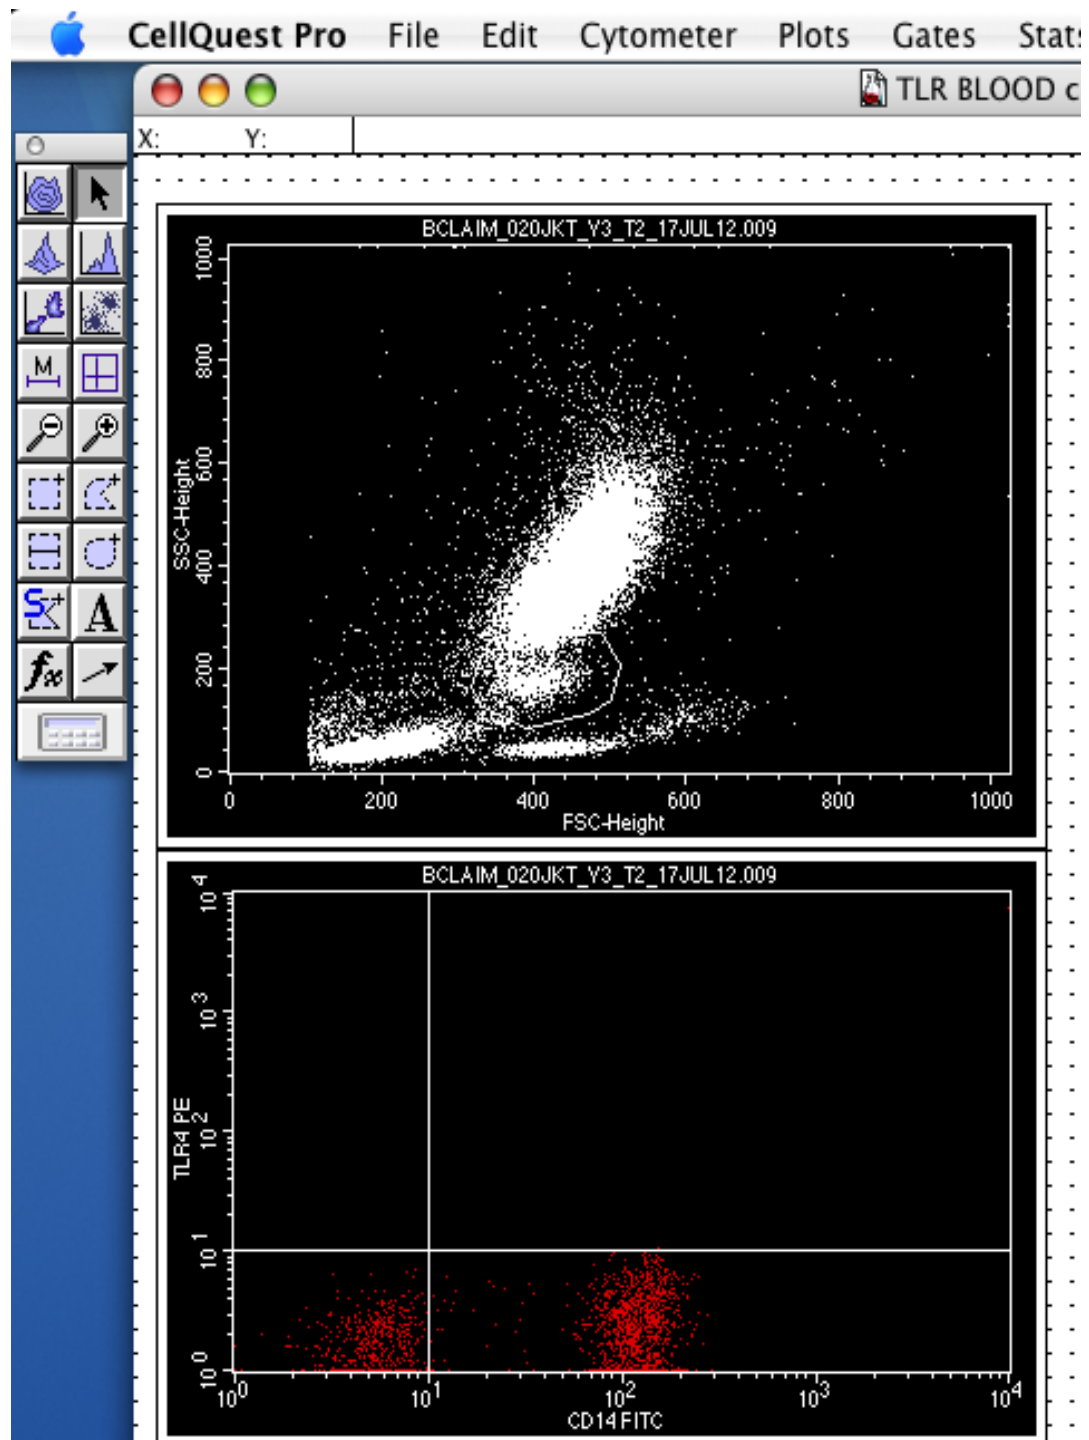 CellQuest Pro File Edit Cytometer Plots Gates Stats
TLR BLOOD c
X: Y:
M
S
A
fx
BCLAIM_020JKT_Y3_T2_17JUL12.009
SSC-Height
1000
800
600
400
200
0
0 200 400 600 800 1000
FSC-Height
BCLAIM_020JKT_Y3_T2_17JUL12.009
TLR4 PE
10^4
10^3
10^2
10^1
10^0
10^0 10^1 10^2 10^3 10^4
CD14 FITC